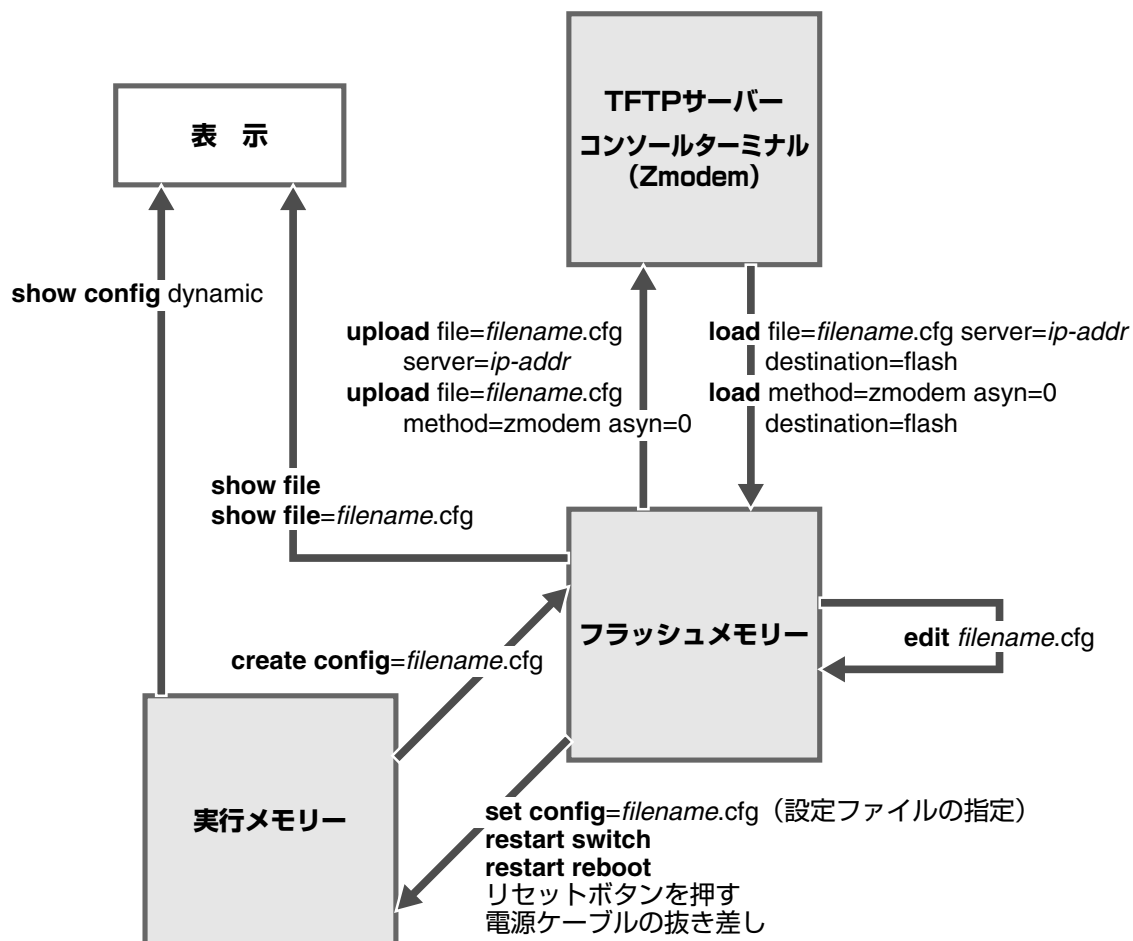 表 示
TFTPサーバー
コンソールターミナル
（Zmodem）
show config dynamic
upload file=filename.cfg
server=ip-addr
upload file=filename.cfg
method=zmodem asyn=0
load file=filename.cfg server=ip-addr
destination=flash
load method=zmodem asyn=0
destination=flash
show file
show file=filename.cfg
フラッシュメモリー
edit filename.cfg
create config=filename.cfg
実行メモリー
set config=filename.cfg（設定ファイルの指定）
restart switch
restart reboot
リセットボタンを押す
電源ケーブルの抜き差し